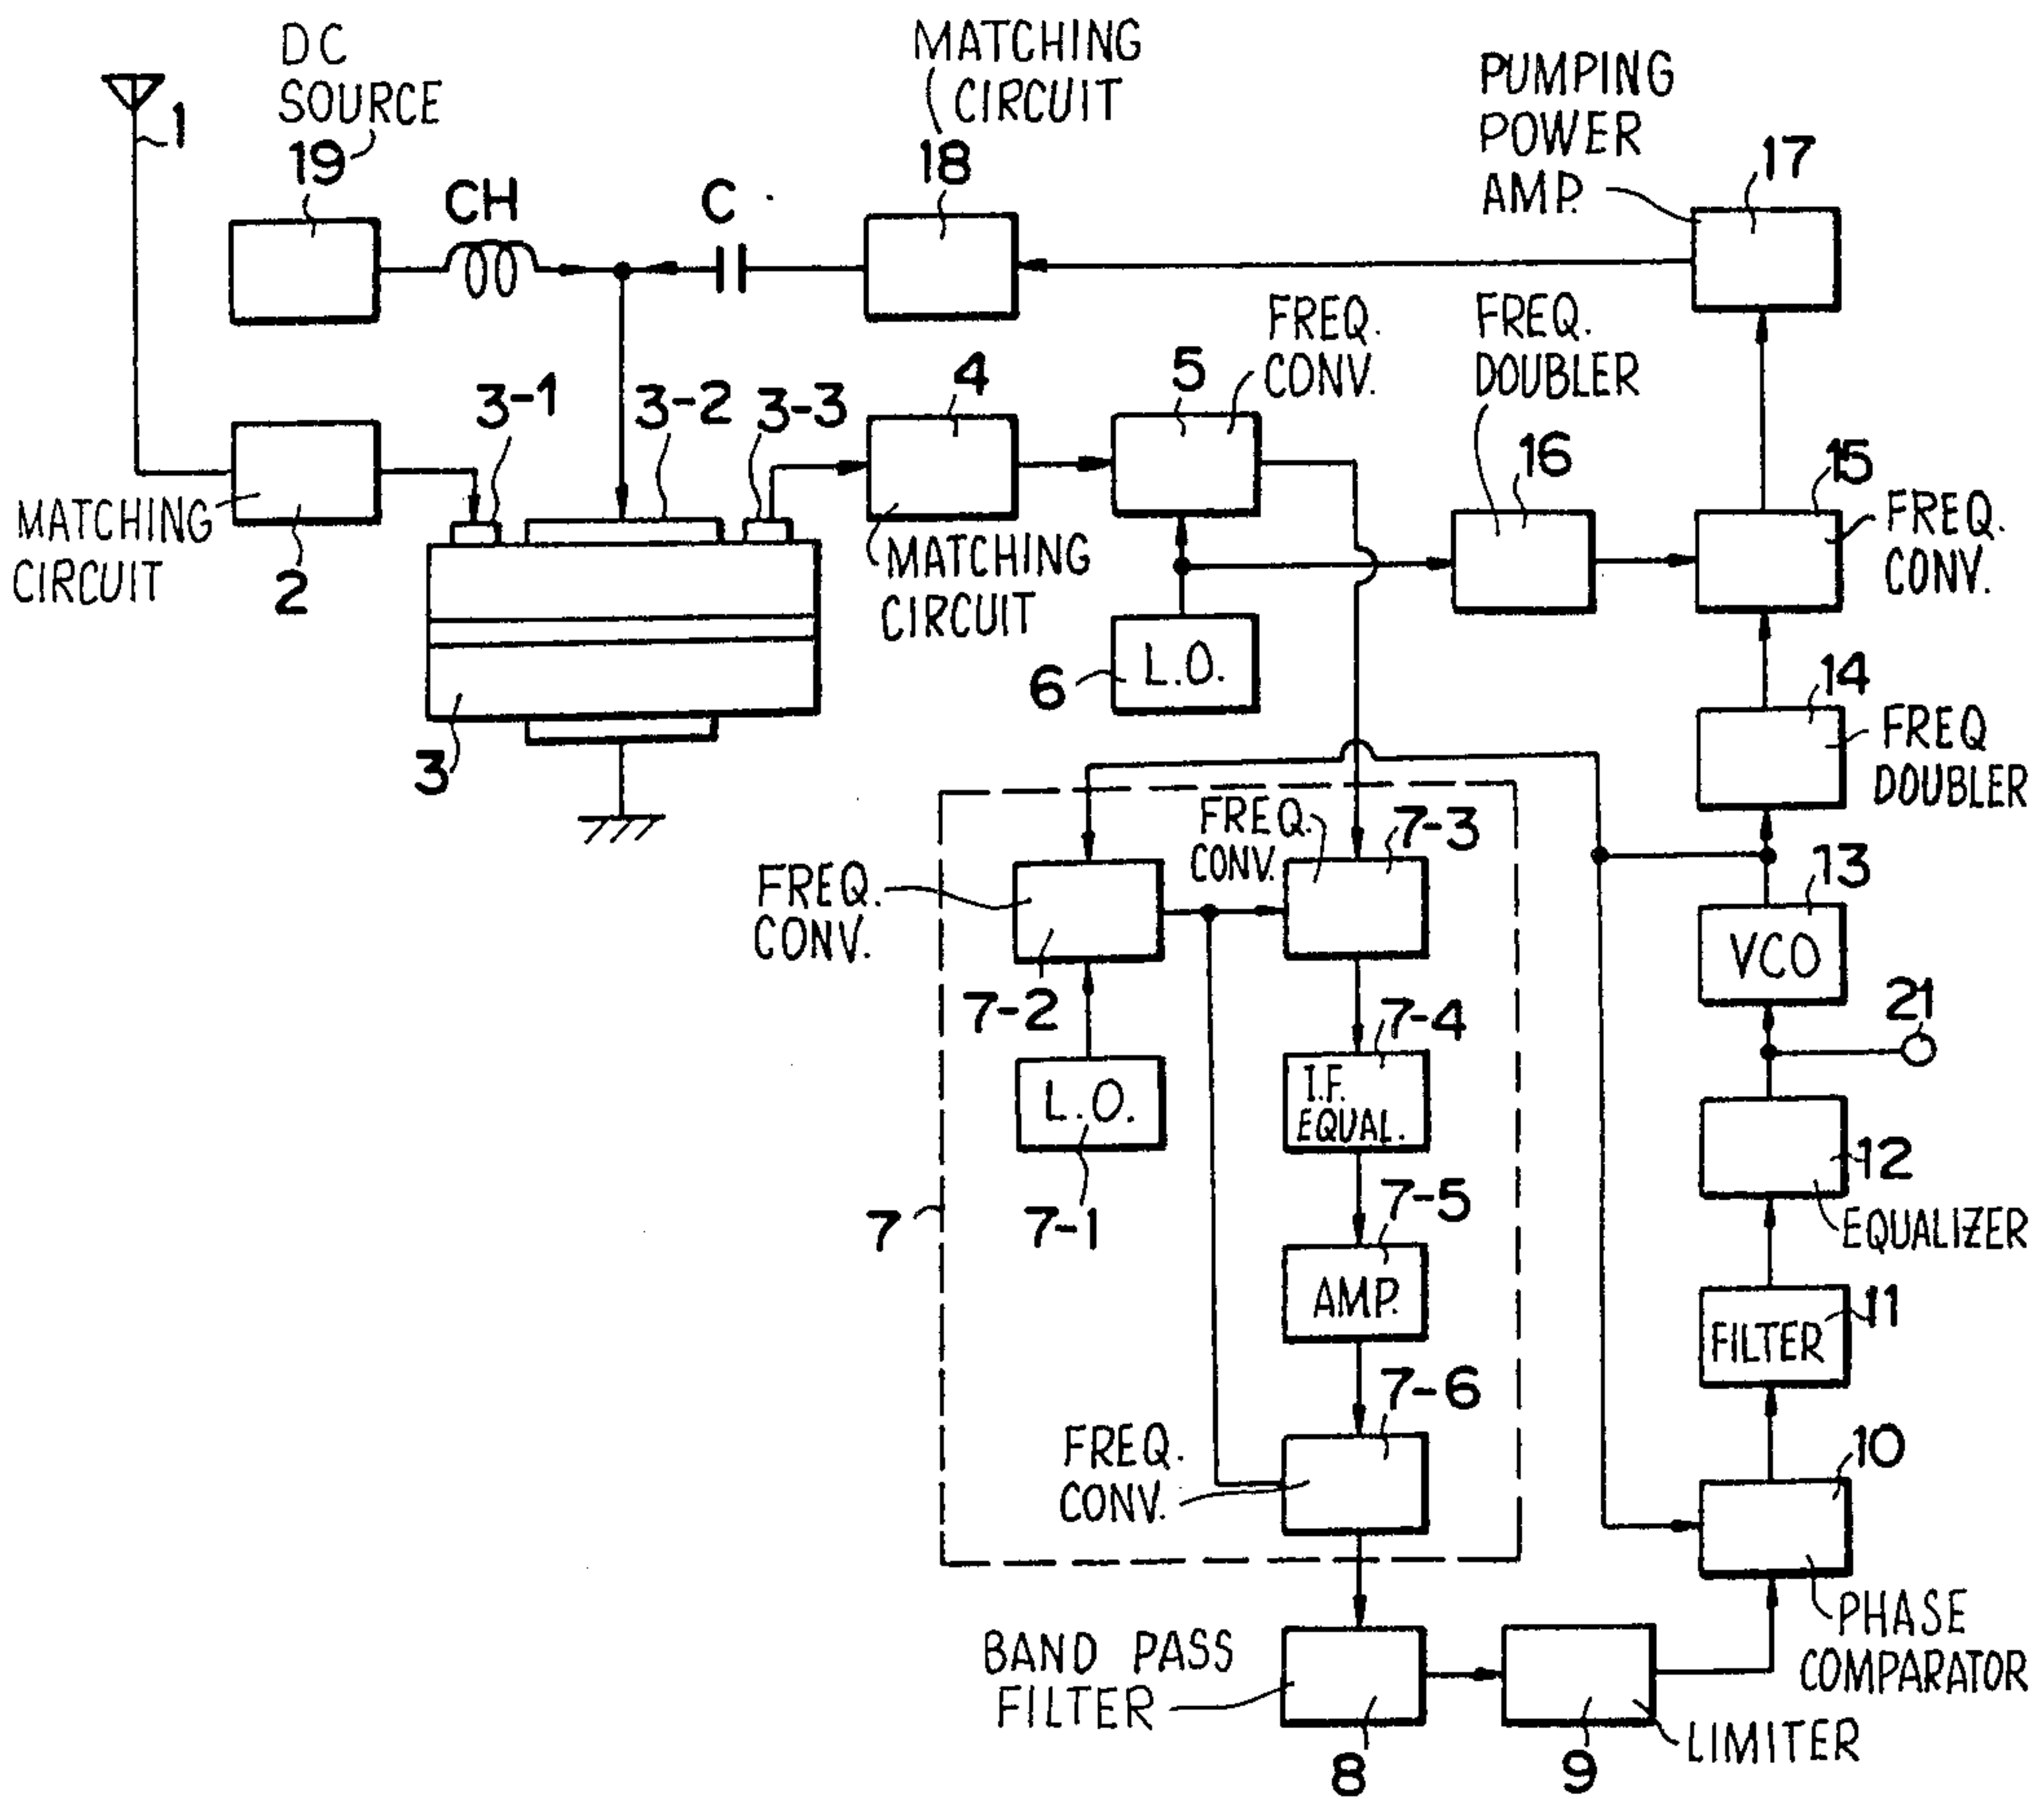 DC
SOURCE
19
1
CH
C
MATCHING
CIRCUIT
18
PUMPING
POWER
AMP.
17
MATCHING
CIRCUIT
2
3-1
3-2
3-3
3
4
MATCHING
CIRCUIT
5
FREQ.
CONV.
6
L.O.
FREQ.
DOUBLER
16
15
FREQ.
CONV.
14
FREQ
DOUBLER
13
VCO
21
12
EQUALIZER
11
FILTER
10
PHASE
COMPARATOR
7
FREQ.
CONV.
7-2
L.O.
7-1
FREQ.
CONV.
7-3
7-4
I.F.
EQUAL.
7-5
AMP.
7-6
FREQ.
CONV.
BAND PASS
FILTER
8
9
LIMITER